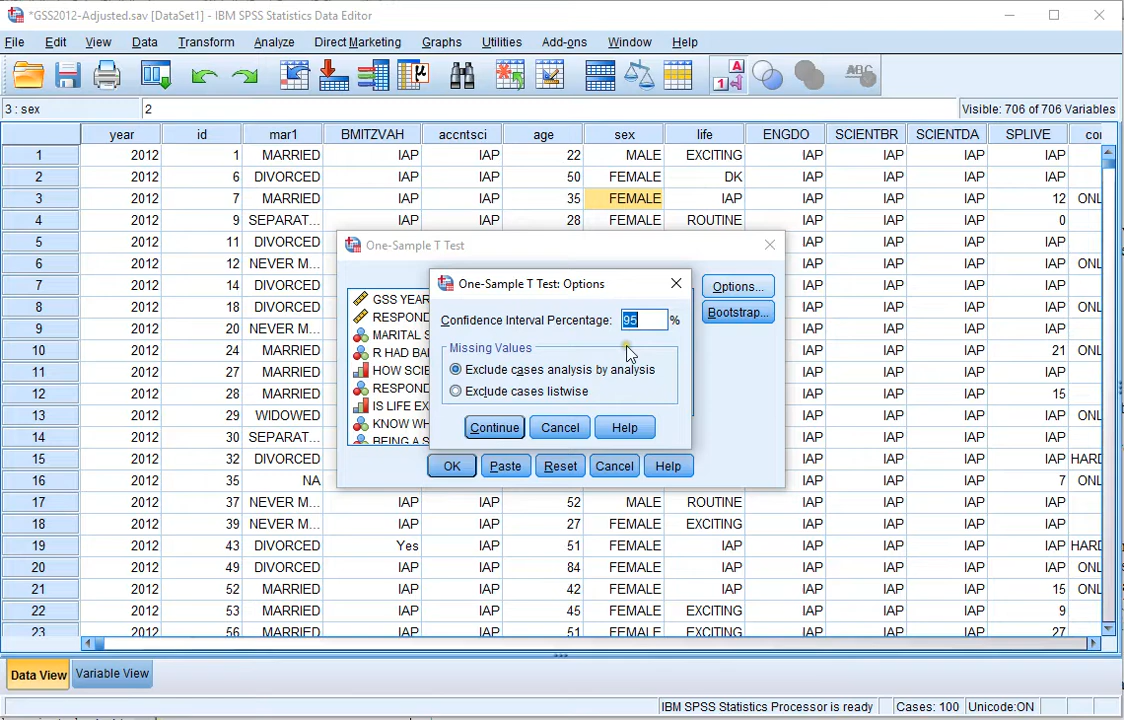 *GSS2012-Adjusted.sav [DataSet1] - IBM SPSS Statistics Data Editor
File Edit View Data Transform Analyze Direct Marketing Graphs Utilities Add-ons Window Help
3 : sex 2 Visible: 706 of 706 Variables
year id mar1 BMITZVAH accntsci age sex life ENGDO SCIENTBR SCIENTDA SPLIVE
1 2012 1 MARRIED IAP IAP 22 MALE EXCITING IAP IAP IAP IAP
2 2012 6 DIVORCED IAP IAP 50 FEMALE DK IAP IAP IAP IAP
3 2012 7 MARRIED IAP IAP 35 FEMALE IAP IAP IAP IAP 12
4 2012 9 SEPARAT... IAP IAP 28 FEMALE ROUTINE IAP IAP IAP 0
5 2012 11 DIVORCED IAP IAP IAP IAP
6 2012 12 NEVER M... IAP IAP IAP IAP
7 2012 14 DIVORCED IAP IAP IAP IAP
8 2012 18 DIVORCED IAP IAP IAP IAP
9 2012 20 NEVER M... IAP IAP IAP IAP
10 2012 24 MARRIED IAP IAP IAP 21
11 2012 27 MARRIED IAP IAP IAP IAP
12 2012 28 MARRIED IAP IAP IAP 15
13 2012 29 WIDOWED IAP IAP IAP IAP
14 2012 30 SEPARAT... IAP IAP IAP IAP
15 2012 32 DIVORCED IAP IAP IAP IAP
16 2012 35 NA IAP IAP IAP 7
17 2012 37 NEVER M... IAP IAP 52 MALE ROUTINE IAP IAP IAP IAP
18 2012 39 NEVER M... IAP IAP 27 FEMALE EXCITING IAP IAP IAP IAP
19 2012 43 DIVORCED Yes IAP 51 FEMALE IAP IAP IAP IAP IAP
20 2012 49 DIVORCED IAP IAP 84 FEMALE IAP IAP IAP IAP IAP
21 2012 52 MARRIED IAP IAP 42 FEMALE IAP IAP IAP IAP 15
22 2012 53 MARRIED IAP IAP 45 FEMALE EXCITING IAP IAP IAP 9
23 2012 56 MARRIED IAP IAP 51 FEMALE EXCITING IAP IAP IAP 27
One-Sample T Test
GSS YEAR
MARITAL S
Options...
Bootstrap...
OK Paste Reset Cancel Help
One-Sample T Test: Options
Confidence Interval Percentage: 95 %
Missing Values
Exclude cases analysis by analysis
Exclude cases listwise
Continue Cancel Help
Data View Variable View
IBM SPSS Statistics Processor is ready Cases: 100 Unicode:ON